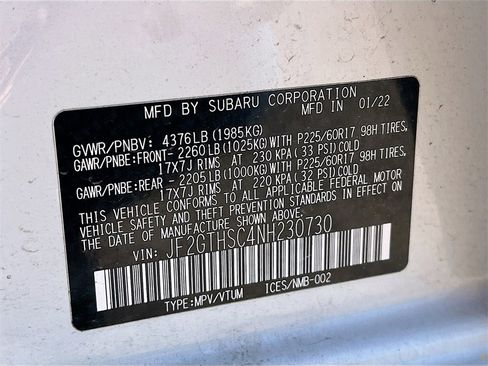 MFD BY SUBARU CORPORATION
MFD IN 01/22
GVWR/PNBV: 4376LB (1985KG)
GAWR/PNBE:FRONT- 2260LB (1025KG)WITH P225/60R17 98H TIRES,
17X7J RIMS AT 230 KPA (33 PSI)COLD
GAWR/PNBE:REAR - 2205LB (1000KG)WITH P225/60R17 98H TIRES,
17X7J RIMS AT 220 KPA (32 PSI)COLD
THIS VEHICLE CONFORMS TO ALL APPLICABLE FEDERAL MOTOR
VEHICLE SAFETY STANDARDS IN EFFECT ON THE
DATE OF MANUFACTURE SHOWN ABOVE.
VIN: JF2GTHSC4NH230730
TYPE:MPV/VTUM ICES/NMB-002